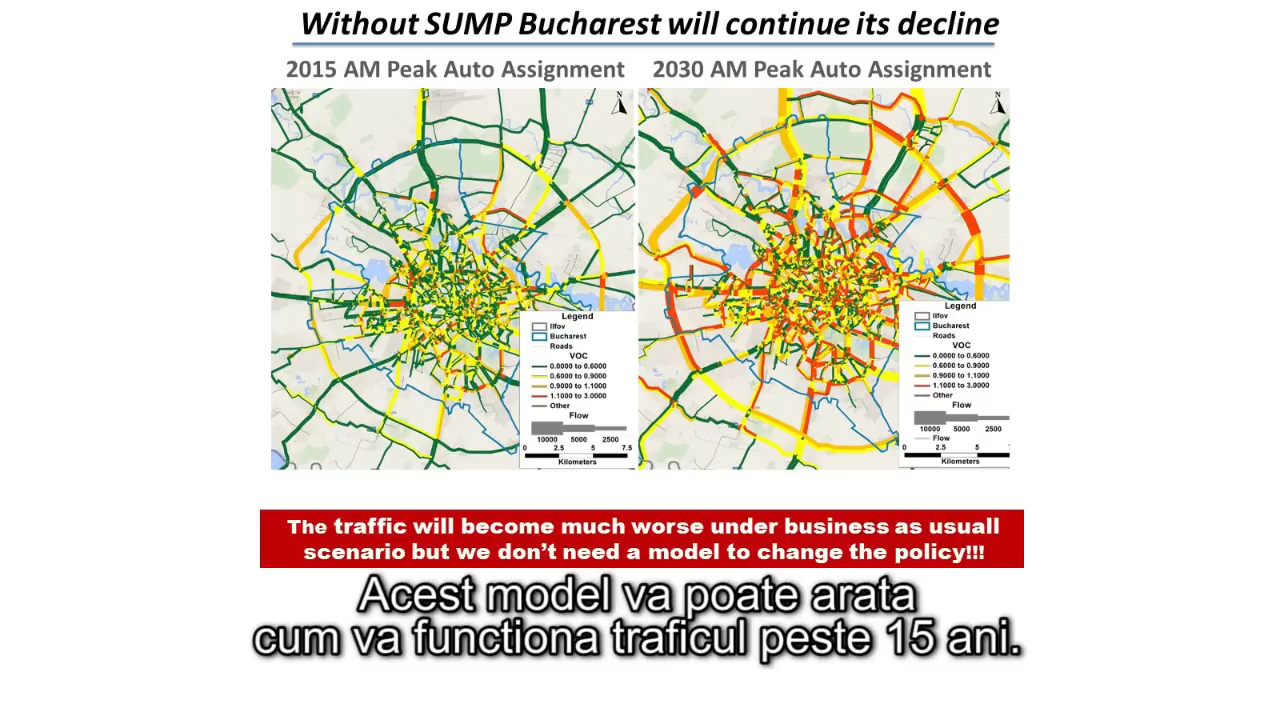 Without SUMP Bucharest will continue its decline
2015 AM Peak Auto Assignment
2030 AM Peak Auto Assignment
N
Legend
Ilfov
Bucharest
Roads
VOC
0.0000 to 0.6000
0.6000 to 0.9000
0.9000 to 1.1000
1.1000 to 3.0000
Other
Flow
10000 5000 2500
0 2.5 5 7.5
Kilometers
N
Legend
Ilfov
Bucharest
Roads
VOC
0.0000 to 0.6000
0.6000 to 0.9000
0.9000 to 1.1000
1.1000 to 3.0000
Other
Flow
10000 5000 2500
Flow
0 2.5 5
Kilometers
The traffic will become much worse under business as usuall
scenario but we don't need a model to change the policy!!!
Acest model va poate arata
cum va functiona traficul peste 15 ani.